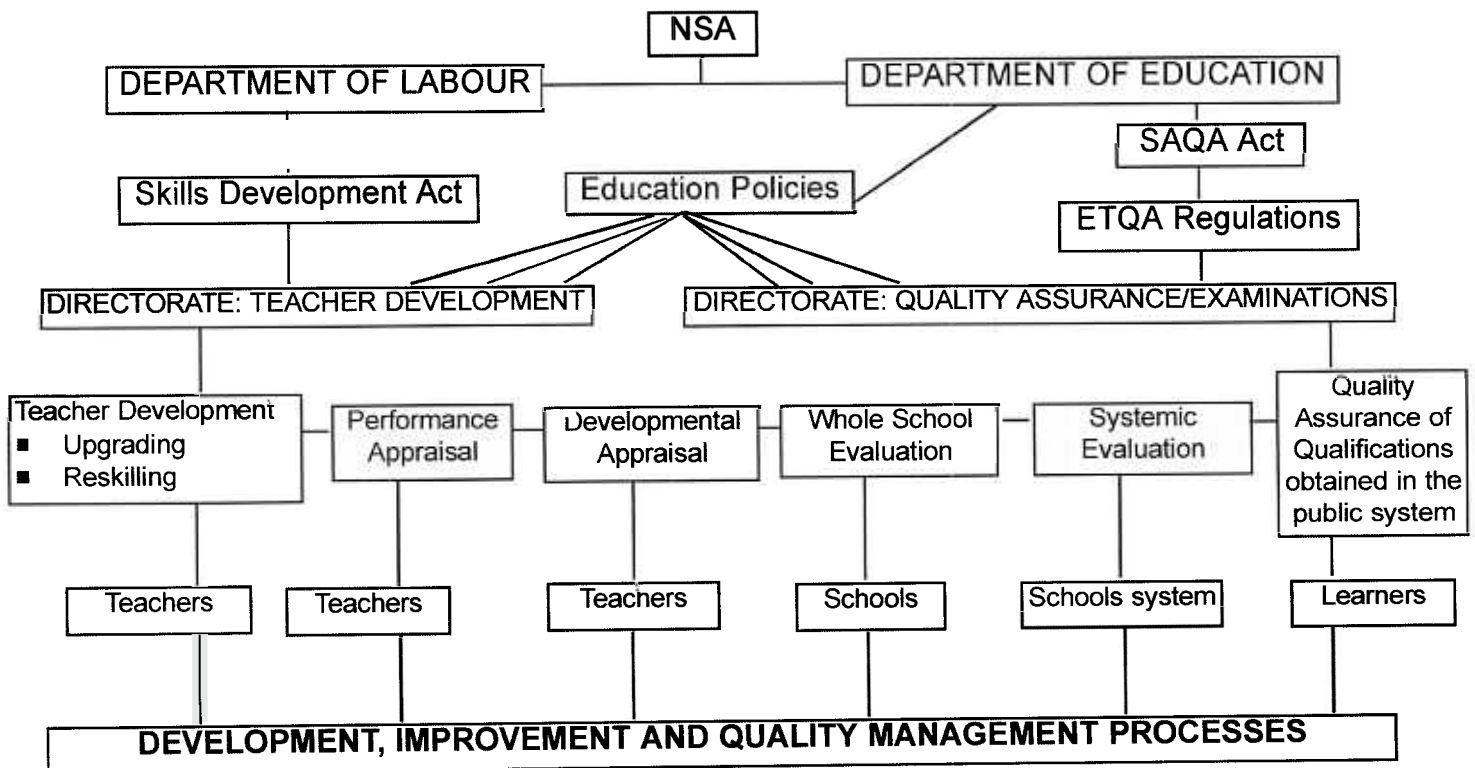 NSA
DEPARTMENT OF LABOUR
DEPARTMENT OF EDUCATION
SAQA Act
Skills Development Act
Education Policies
ETQA Regulations
DIRECTORATE: TEACHER DEVELOPMENT
DIRECTORATE: QUALITY ASSURANCE/EXAMINATIONS
Teacher Development
■ Upgrading
■ Reskilling
Performance
Appraisal
Developmental
Appraisal
Whole School
Evaluation
Systemic
Evaluation
Quality
Assurance of
Qualifications
obtained in the
public system
Teachers
Teachers
Teachers
Schools
Schools system
Learners
DEVELOPMENT, IMPROVEMENT AND QUALITY MANAGEMENT PROCESSES